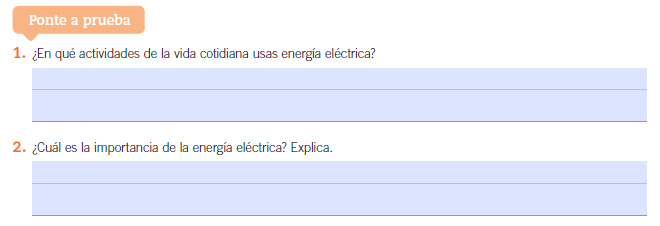 Ponte a prueba
1. ¿En qué actividades de la vida cotidiana usas energía eléctrica?
2. ¿Cuál es la importancia de la energía eléctrica? Explica.